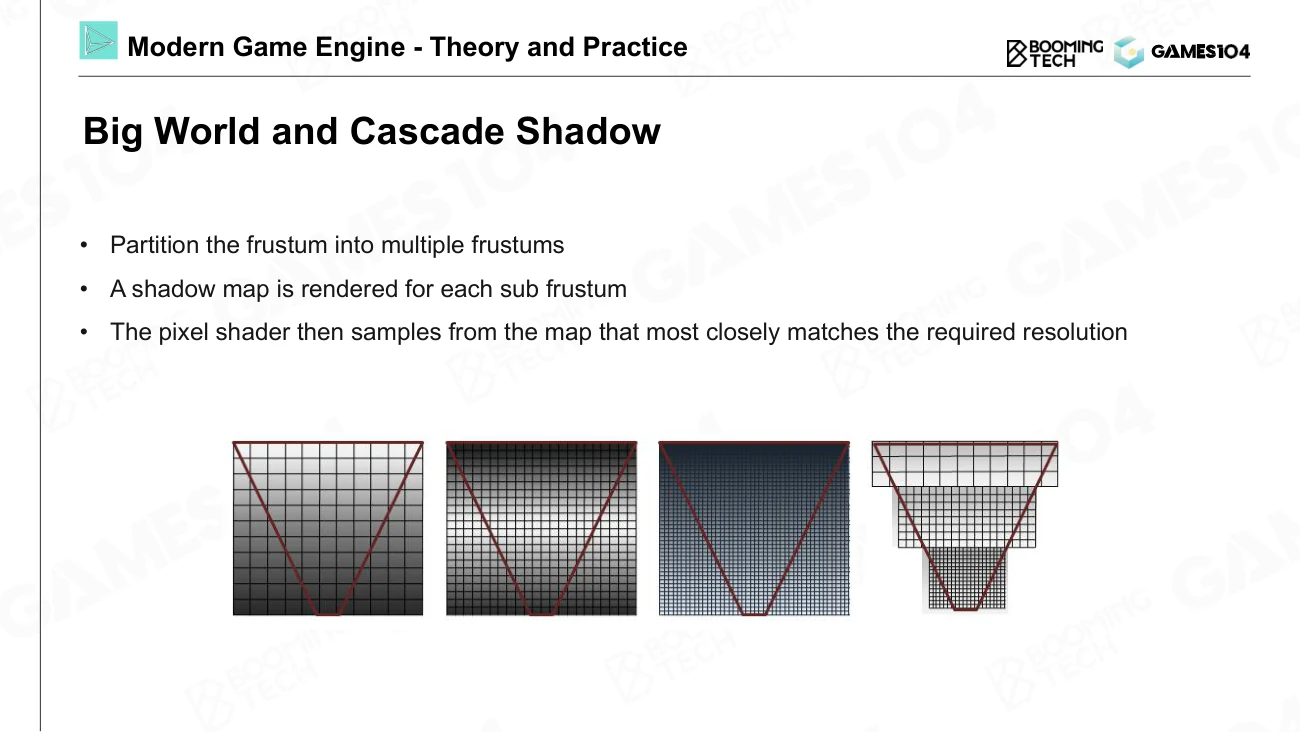 Modern Game Engine - Theory and Practice
BOOMING
TECH
GAMES104
Big World and Cascade Shadow
• Partition the frustum into multiple frustums
• A shadow map is rendered for each sub frustum
• The pixel shader then samples from the map that most closely matches the required resolution